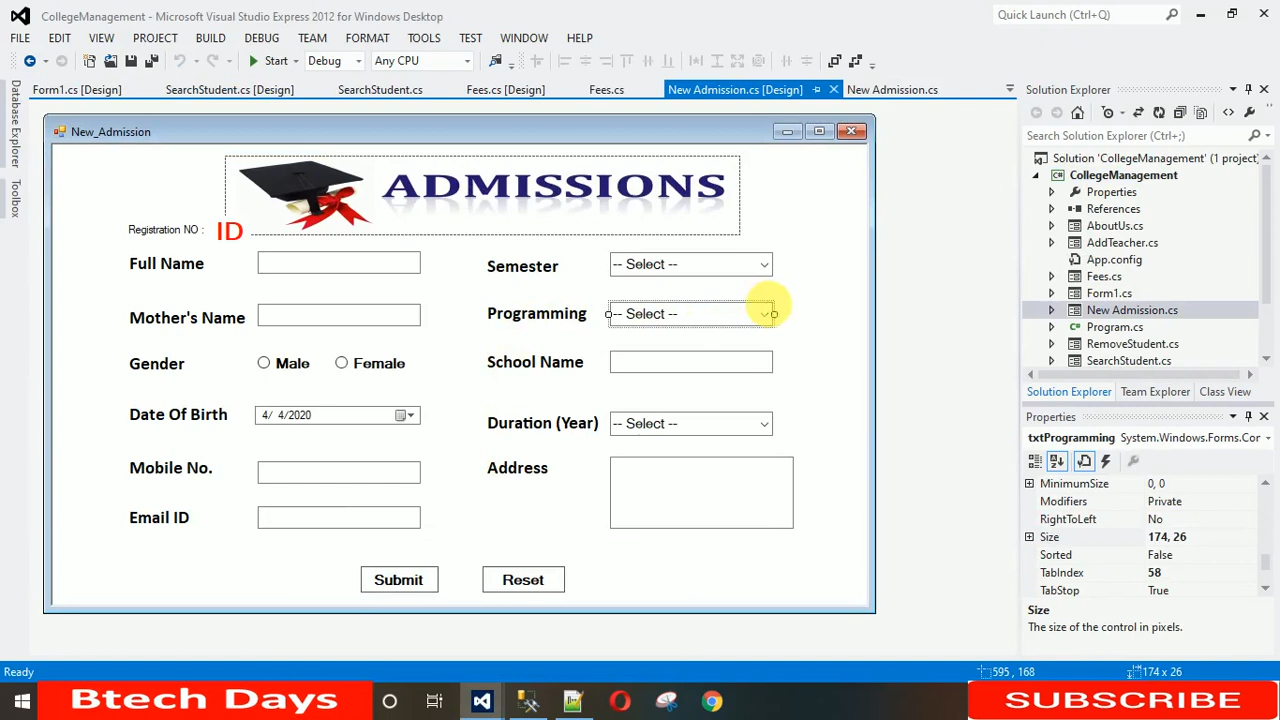 CollegeManagement - Microsoft Visual Studio Express 2012 for Windows Desktop
Quick Launch (Ctrl+Q)
FILE EDIT VIEW PROJECT BUILD DEBUG TEAM FORMAT TOOLS TEST WINDOW HELP
Start Debug Any CPU
Form1.cs [Design] SearchStudent.cs [Design] SearchStudent.cs Fees.cs [Design] Fees.cs New Admission.cs [Design] New Admission.cs
Database Explorer
Toolbox
New_Admission
ADMISSIONS
Registration NO : ID
Full Name
Semester -- Select --
Mother's Name
Programming -- Select --
Gender Male Female
School Name
Date Of Birth 4/ 4/2020
Duration (Year) -- Select --
Mobile No.
Address
Email ID
Submit Reset
Solution Explorer
Search Solution Explorer (Ctrl+;)
Solution 'CollegeManagement' (1 project)
C#
CollegeManagement
Properties
References
AboutUs.cs
AddTeacher.cs
App.config
Fees.cs
Form1.cs
New Admission.cs
C#
Program.cs
RemoveStudent.cs
SearchStudent.cs
Solution Explorer Team Explorer Class View
Properties
txtProgramming System.Windows.Forms.Cor
MinimumSize 0, 0
Modifiers Private
RightToLeft No
Size 174, 26
Sorted False
TabIndex 58
TabStop True
Size
The size of the control in pixels.
Ready 595 , 168 174 x 26
Btech Days
SUBSCRIBE